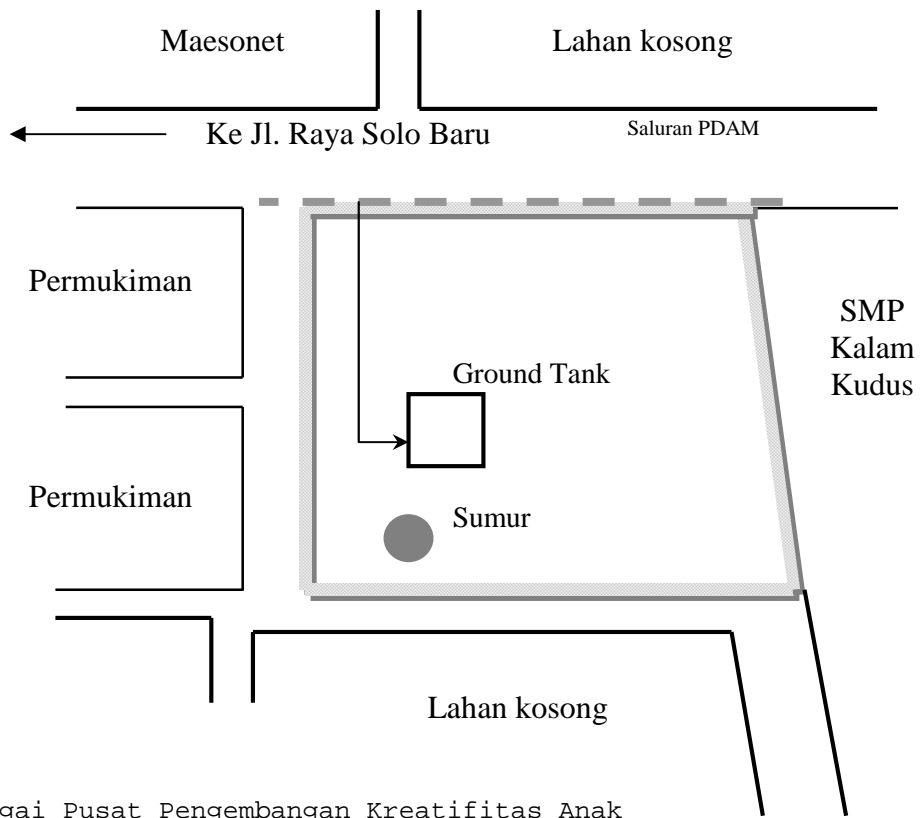 Maesonet
Lahan kosong
Ke Jl. Raya Solo Baru
Saluran PDAM
Permukiman
SMP
Kalam
Kudus
Ground Tank
Permukiman
Sumur
Lahan kosong
gai Pusat Pengembangan Kreatifitas Anak